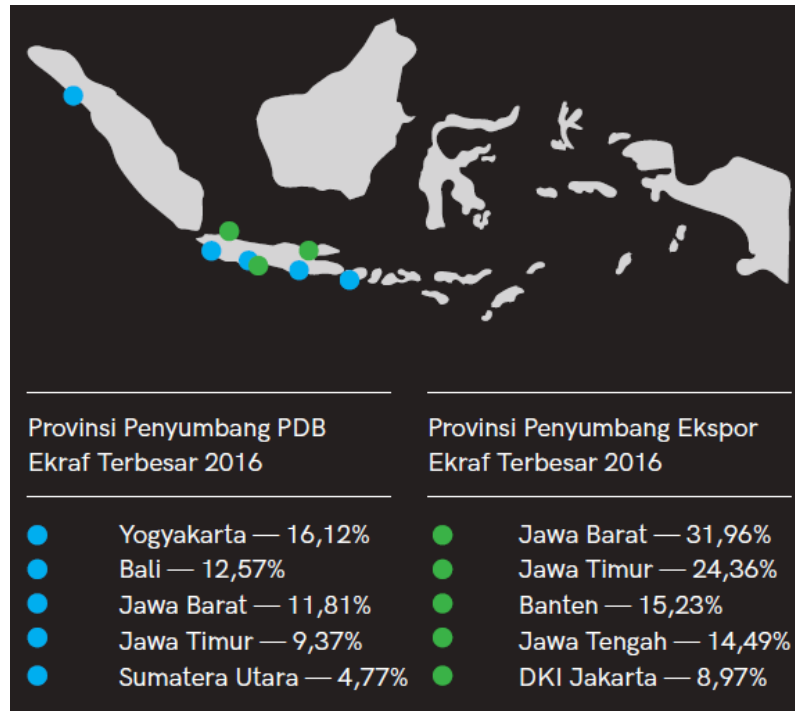 Provinsi Penyumbang PDB
Ekraf Terbesar 2016
Yogyakarta — 16,12%
Bali — 12,57%
Jawa Barat — 11,81%
Jawa Timur — 9,37%
Sumatera Utara — 4,77%
Provinsi Penyumbang Ekspor
Ekraf Terbesar 2016
Jawa Barat — 31,96%
Jawa Timur — 24,36%
Banten — 15,23%
Jawa Tengah — 14,49%
DKI Jakarta — 8,97%